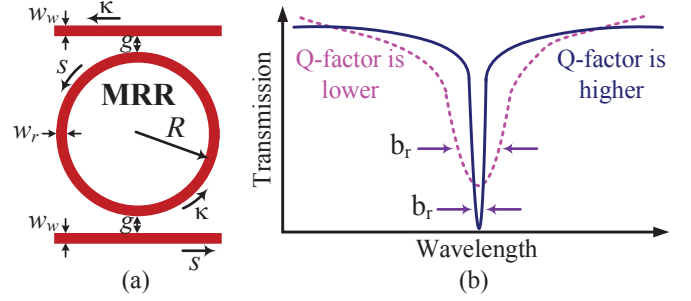 w_w
κ
g
s
MRR
w_r
R
κ
g
w_w
s
(a)
Transmission
Q-factor is
lower
Q-factor is
higher
b_r
b_r
Wavelength
(b)